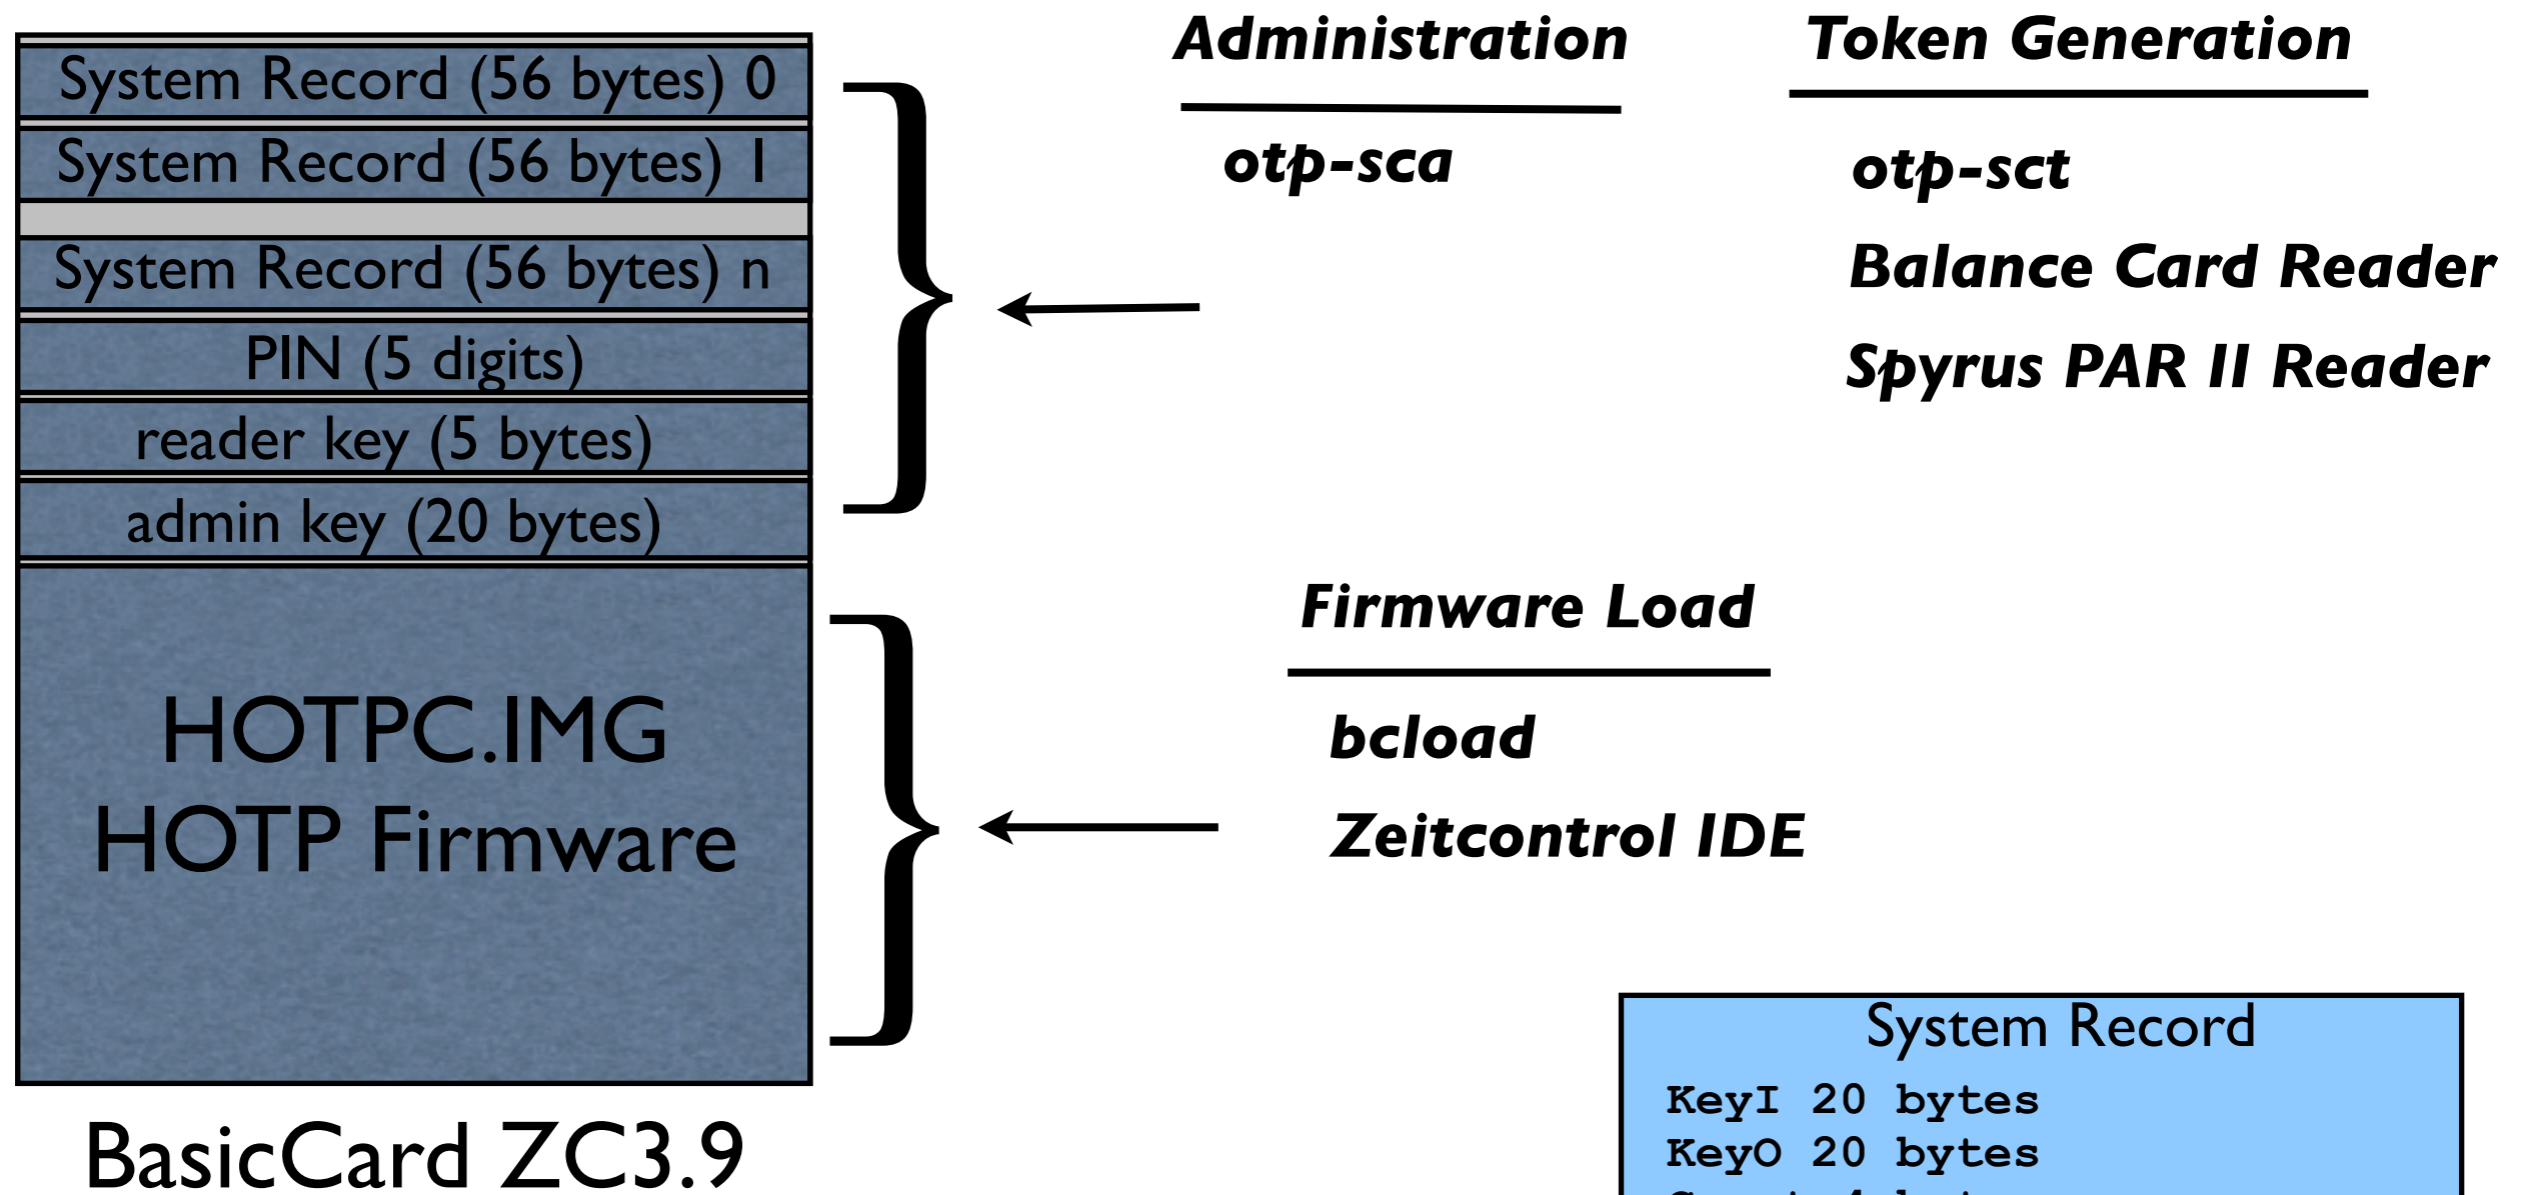 System Record (56 bytes) 0
System Record (56 bytes) 1
System Record (56 bytes) n
PIN (5 digits)
reader key (5 bytes)
admin key (20 bytes)
HOTPC.IMG
HOTP Firmware
BasicCard ZC3.9
Administration
otp-sca
Token Generation
otp-sct
Balance Card Reader
Spyrus PAR II Reader
Firmware Load
bcload
Zeitcontrol IDE
System Record
KeyI 20 bytes
KeyO 20 bytes